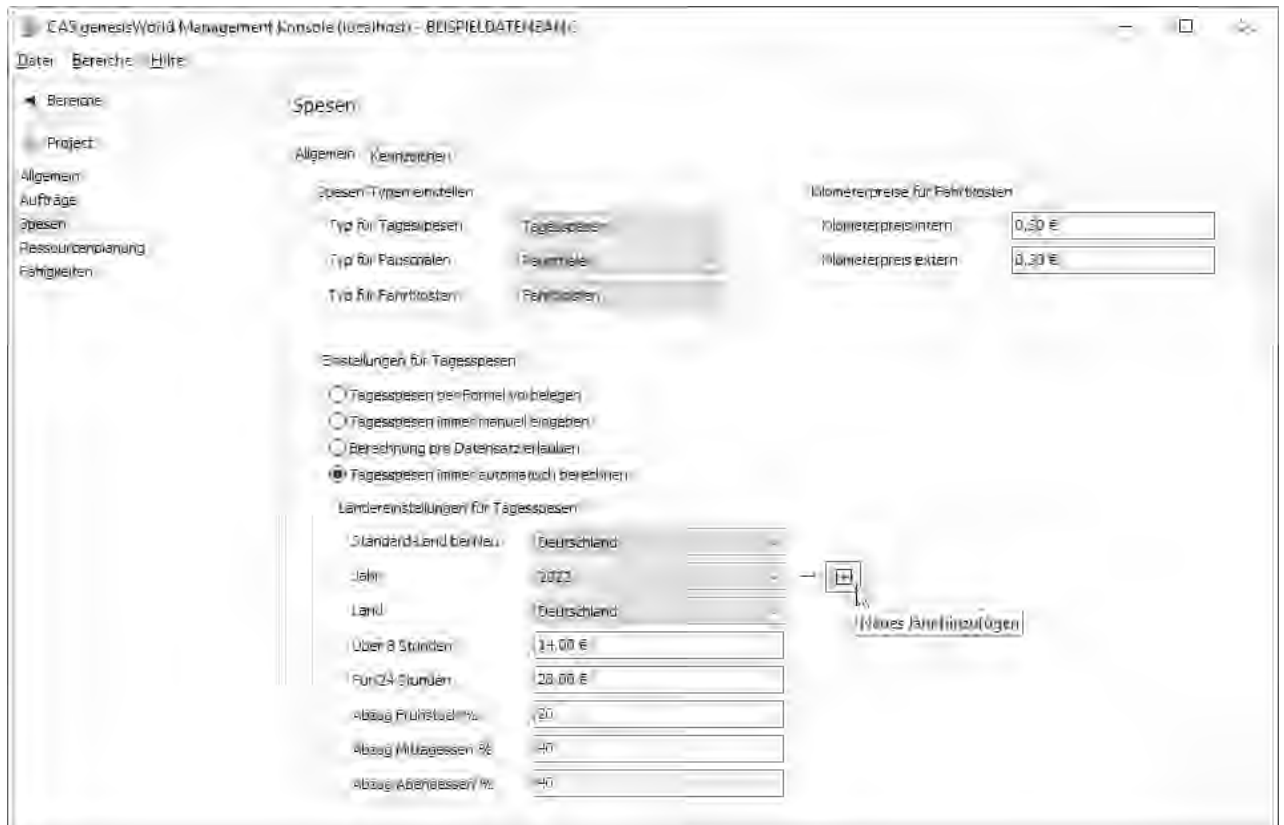 CAS genesisWorld Management Konsole (localhost) - BEISPIELDATENBANK
Datei Bereiche Hilfe
Bereiche
Project
Allgemein
Aufträge
Spesen
Ressourcenplanung
Fähigkeiten
Spesen
Allgemein Kennzeichen
Spesen-Typen einstellen
Typ für Tagesspesen Tagesspesen
Typ für Pauschalen Pauschalen
Typ für Fahrtkosten Fahrtkosten
Kilometerpreise für Fahrtkosten
Kilometerpreis intern
Kilometerpreis extern 0,30 €
Einstellungen für Tagesspesen
Tagesspesen per Formel vorbelegen
Tagesspesen immer manuell eingeben
Berechnung pro Datensatz erlauben
Tagesspesen immer automatisch berechnen
Ländereinstellungen für Tagesspesen
Standard-Land bei Neu Deutschland
Jahr
Land Deutschland
Über 8 Stunden 14,00 €
Für 24 Stunden 28,00 €
Abzug Frühstück % 20
Abzug Mittagessen % 40
Abzug Abendessen % 40
Neues Jahr hinzufügen